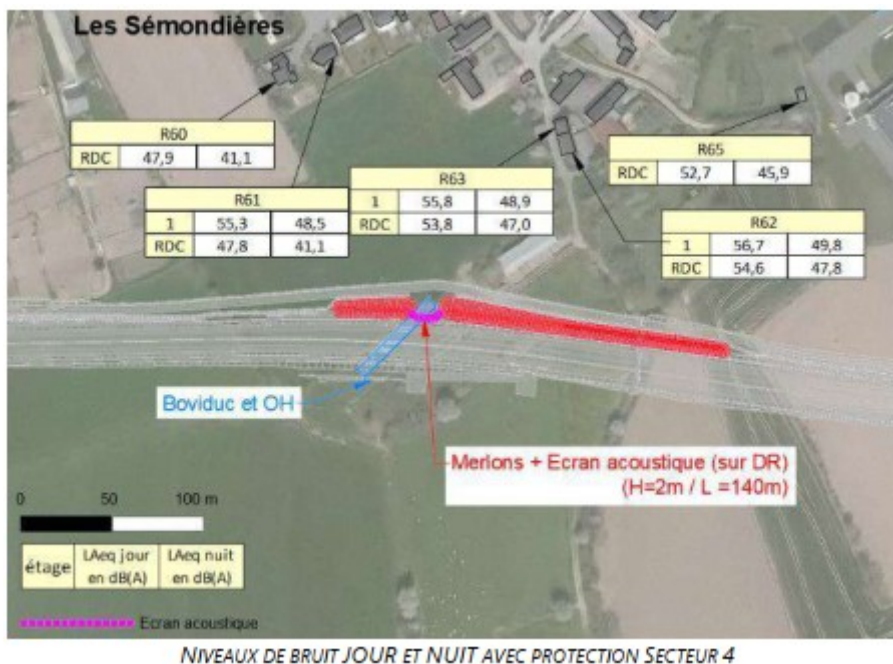 Les Sémondières
R60
RDC 47,9 41,1
R61
1 55,3 48,5
RDC 47,8 41,1
R63
1 55,8 48,9
RDC 53,8 47,0
R65
RDC 52,7 45,9
R62
1 56,7 49,8
RDC 54,6 47,8
Boviduc et OH
Merlons + Ecran acoustique (sur DR)
(H=2m / L =140m)
0 50 100 m
étage LAeq jour en dB(A) LAeq nuit en dB(A)
Ecran acoustique
NIVEAUX DE BRUIT JOUR ET NUIT AVEC PROTECTION SECTEUR 4